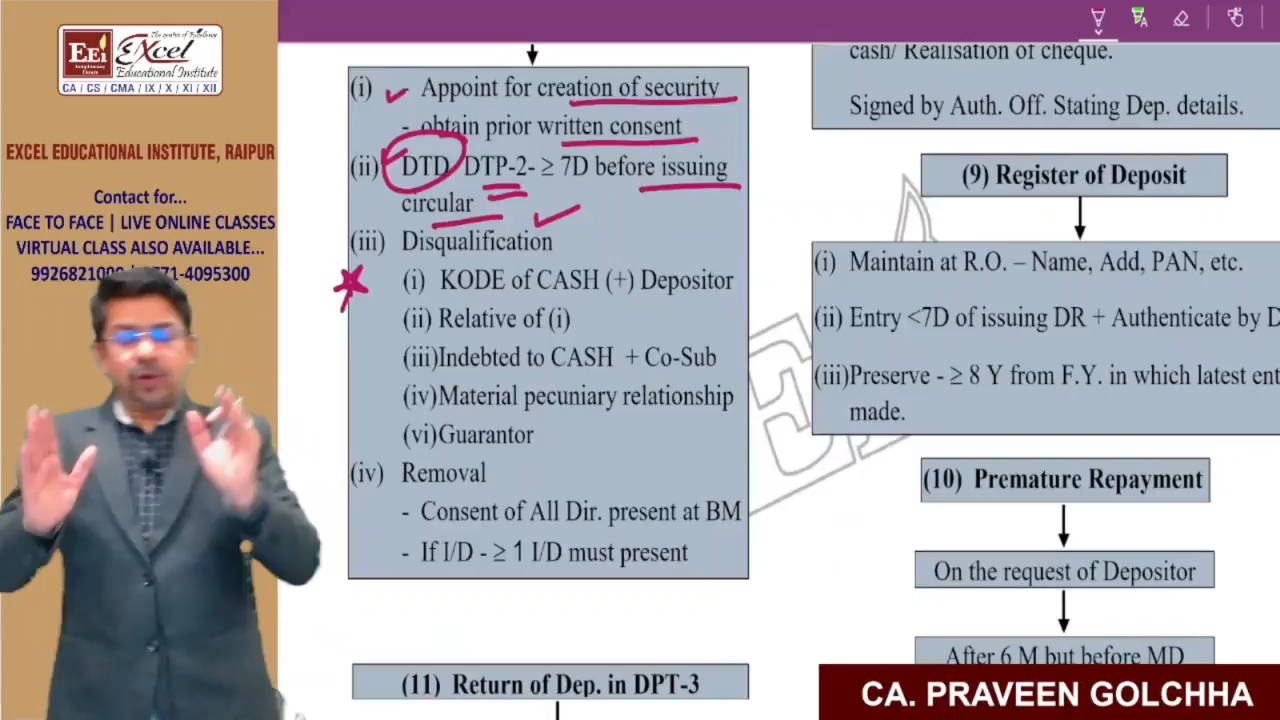 The centre of Excellence
EEi
EXcel
Educational Institute
CA / CS / CMA / IX / X / XI / XII
EXCEL EDUCATIONAL INSTITUTE, RAIPUR
Contact for...
FACE TO FACE | LIVE ONLINE CLASSES
VIRTUAL CLASS ALSO AVAILABLE...
(i) Appoint for creation of security
- obtain prior written consent
(ii) DTD DTP-2- ≥ 7D before issuing
circular
(iii) Disqualification
(i) KODE of CASH (+) Depositor
(ii) Relative of (i)
(iii)Indebted to CASH + Co-Sub
(iv)Material pecuniary relationship
(vi)Guarantor
(iv) Removal
- Consent of All Dir. present at BM
- If I/D - ≥ 1 I/D must present
(11) Return of Dep. in DPT-3
cash/ Realisation of cheque.
Signed by Auth. Off. Stating Dep. details.
(9) Register of Deposit
(i) Maintain at R.O. – Name, Add, PAN, etc.
(ii) Entry <7D of issuing DR + Authenticate by D
(iii)Preserve - ≥ 8 Y from F.Y. in which latest ent
made.
(10) Premature Repayment
On the request of Depositor
After 6 M but before MD
CA. PRAVEEN GOLCHHA